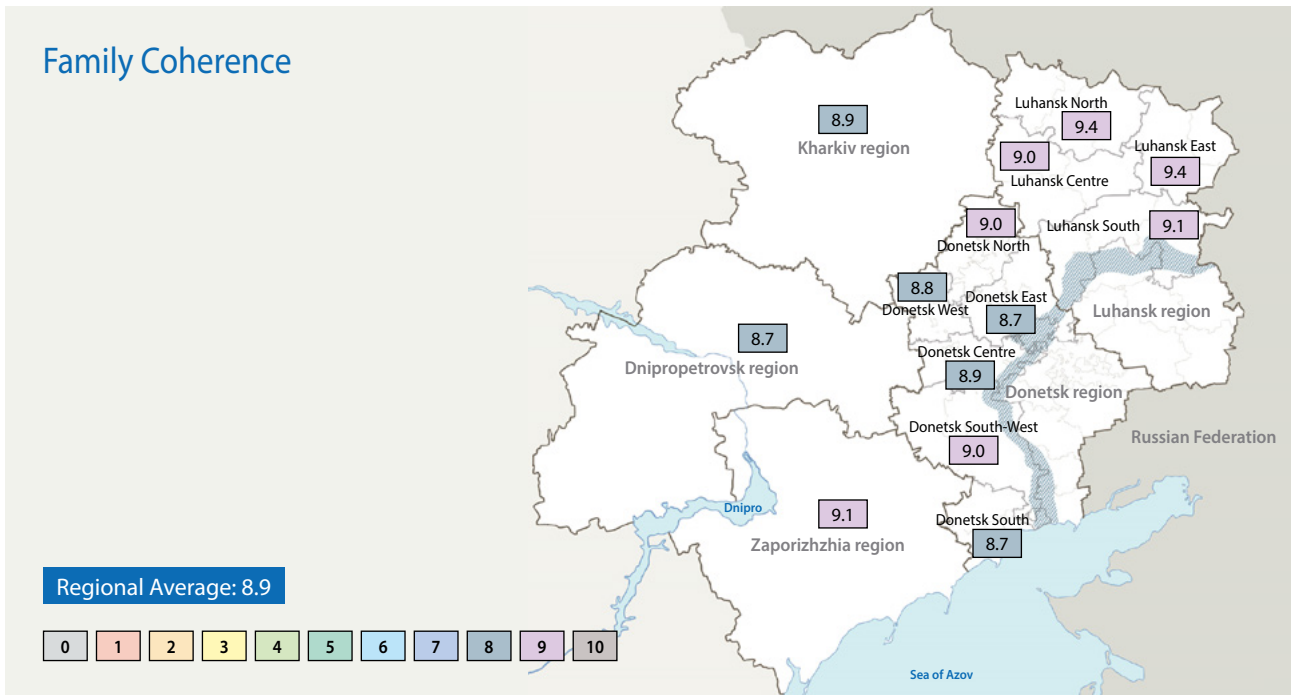 Family Coherence
Luhansk North
9.4
8.9
Kharkiv region
Luhansk East
9.4
9.0
Luhansk Centre
9.0
Donetsk North
Luhansk South
9.1
8.8
Donetsk West
Donetsk East
8.7
Luhansk region
8.7
Dnipropetrovsk region
Donetsk Centre
8.9
Donetsk region
Donetsk South-West
9.0
Russian Federation
Dnipro
9.1
Zaporizhzhia region
Donetsk South
8.7
Regional Average: 8.9
0 1 2 3 4 5 6 7 8 9 10
Sea of Azov